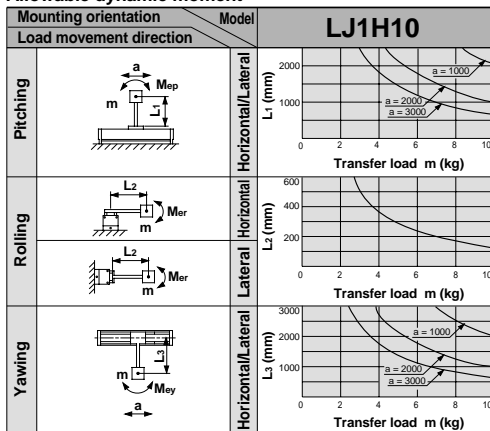 Allowable dynamic moment
Mounting orientation Model
Load movement direction
LJ1H10
Pitching
a
Mep
m
L1
Horizontal/Lateral
L1 (mm)
2000
1000
a = 1000
a = 2000
a = 3000
0 2 4 6 8 10
Transfer load m (kg)
Rolling
L2
Mer
m
Horizontal
L2
Mer
m
Lateral
L2 (mm)
600
400
200
0 2 4 6 8 10
Transfer load m (kg)
Yawing
L3
m
Mey
a
Horizontal/Lateral
L3 (mm)
3000
2000
1000
a = 1000
a = 2000
a = 3000
0 2 4 6 8 10
Transfer load m (kg)